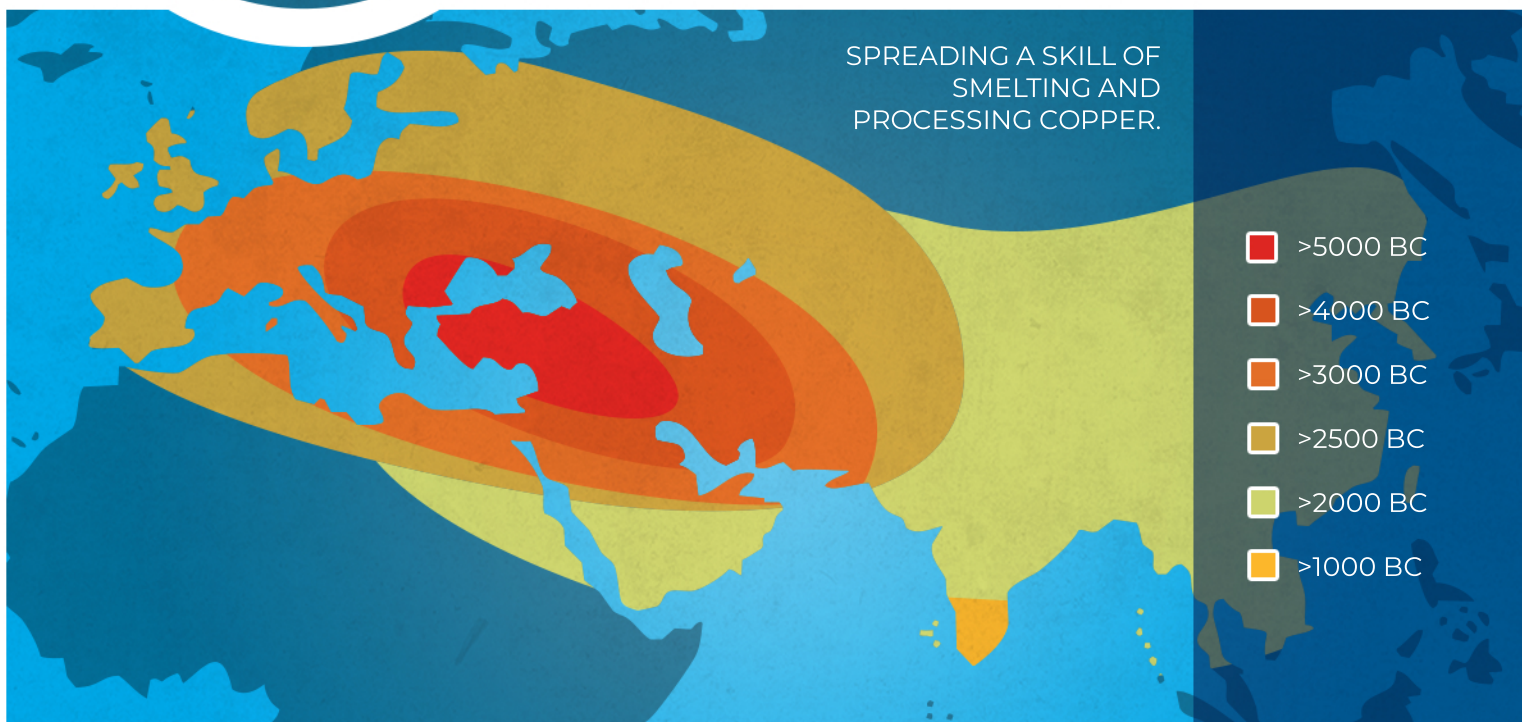 SPREADING A SKILL OF
SMELTING AND
PROCESSING COPPER.
>5000 BC
>4000 BC
>3000 BC
>2500 BC
>2000 BC
>1000 BC